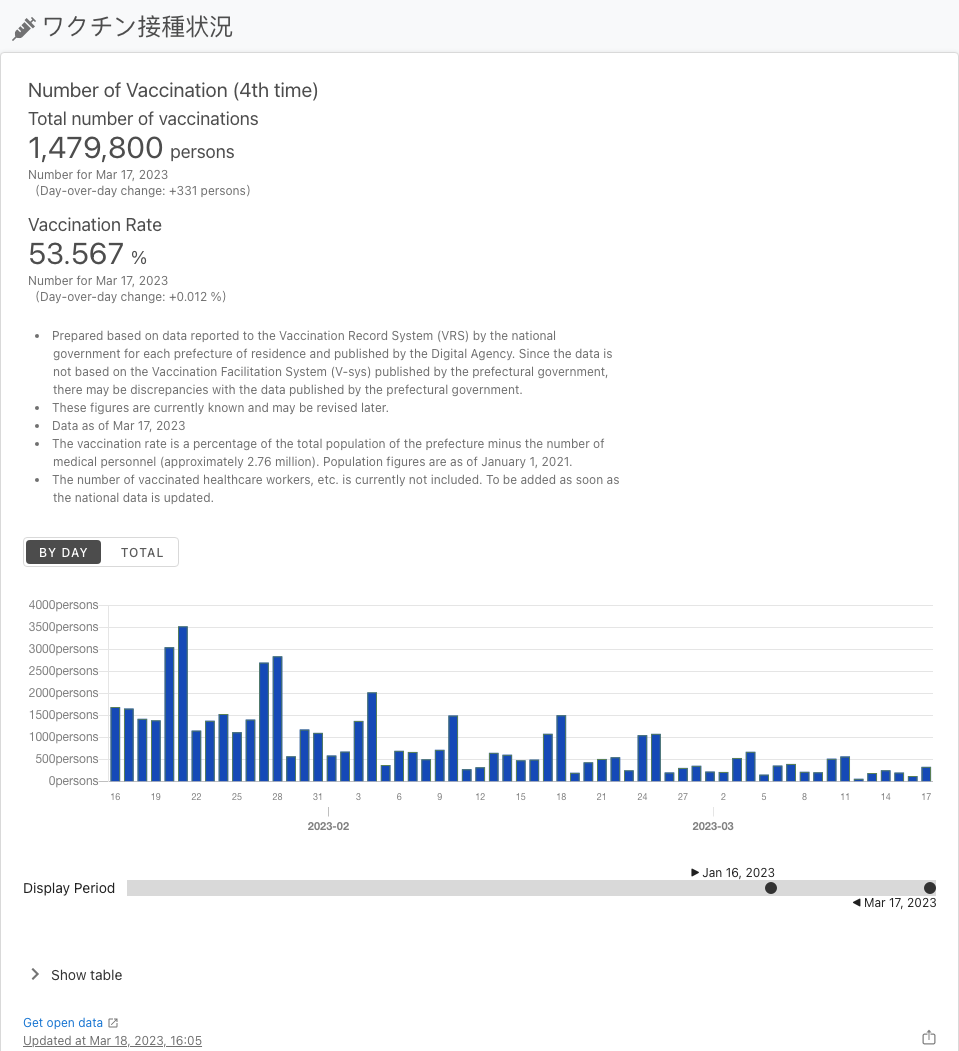 ワクチン接種状況
Number of Vaccination (4th time)
Total number of vaccinations
1,479,800 persons
Number for Mar 17, 2023
(Day-over-day change: +331 persons)
Vaccination Rate
53.567 %
Number for Mar 17, 2023
(Day-over-day change: +0.012 %)
• Prepared based on data reported to the Vaccination Record System (VRS) by the national
government for each prefecture of residence and published by the Digital Agency. Since the data is
not based on the Vaccination Facilitation System (V-sys) published by the prefectural government,
there may be discrepancies with the data published by the prefectural government.
• These figures are currently known and may be revised later.
• Data as of Mar 17, 2023
• The vaccination rate is a percentage of the total population of the prefecture minus the number of
medical personnel (approximately 2.76 million). Population figures are as of January 1, 2021.
• The number of vaccinated healthcare workers, etc. is currently not included. To be added as soon as
the national data is updated.
BY DAY TOTAL
4000persons
3500persons
3000persons
2500persons
2000persons
1500persons
1000persons
500persons
0persons
16 19 22 25 28 31 3 6 9 12 15 18 21 24 27 2 5 8 11 14 17
2023-02 2023-03
Jan 16, 2023
Display Period
Mar 17, 2023
Show table
Get open data
Updated at Mar 18, 2023, 16:05